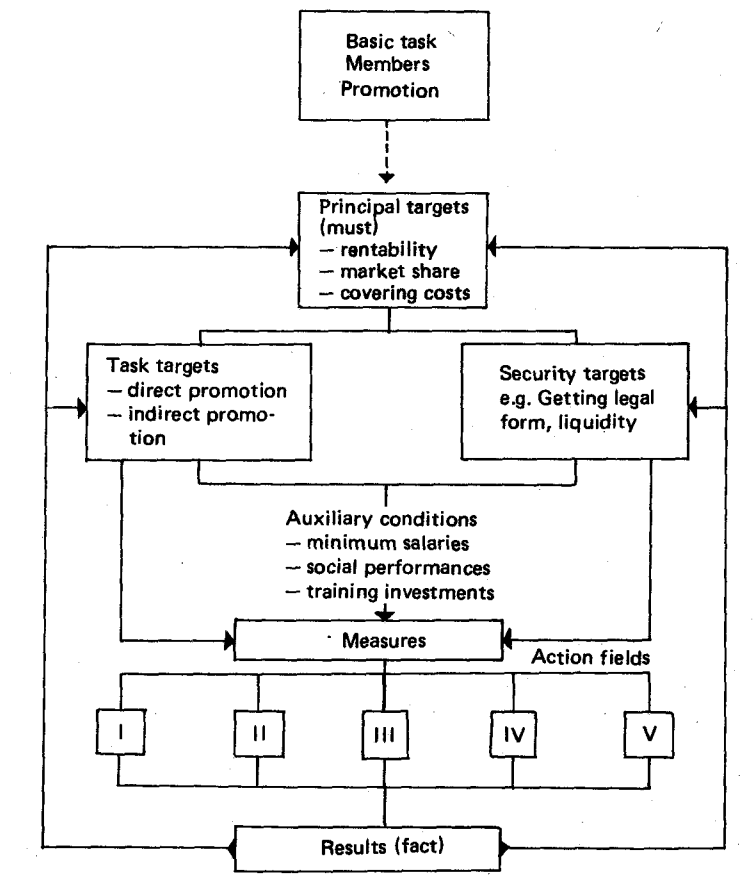 Basic task
Members
Promotion
Principal targets
(must)
— rentability
— market share
— covering costs
Task targets
— direct promotion
— indirect promo-
tion
Security targets
e.g. Getting legal
form, liquidity
Auxiliary conditions
— minimum salaries
— social performances
— training investments
Measures
Action fields
I
II
III
IV
V
Results (fact)